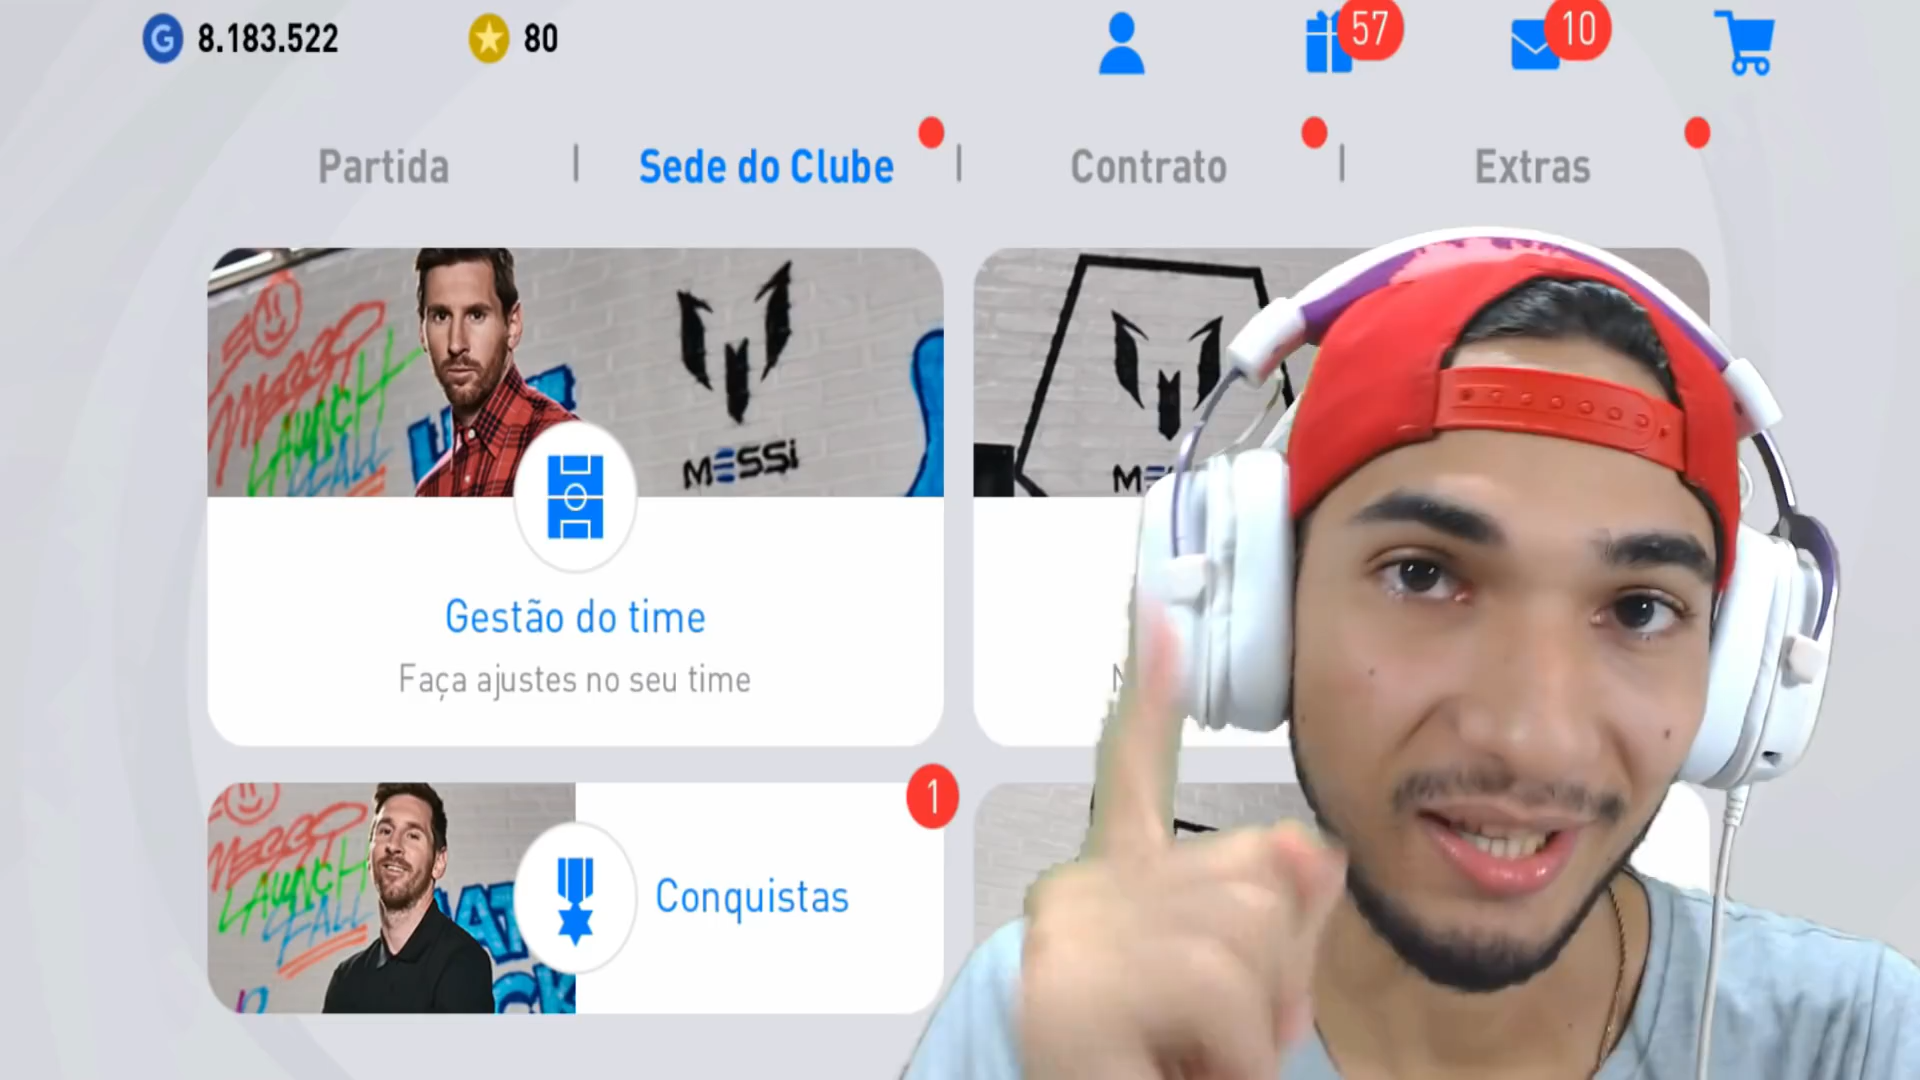 G 8.183.522
80
57
10
Partida
Sede do Clube
Contrato
Extras
MESSI
Gestão do time
Faça ajustes no seu time
1
Conquistas